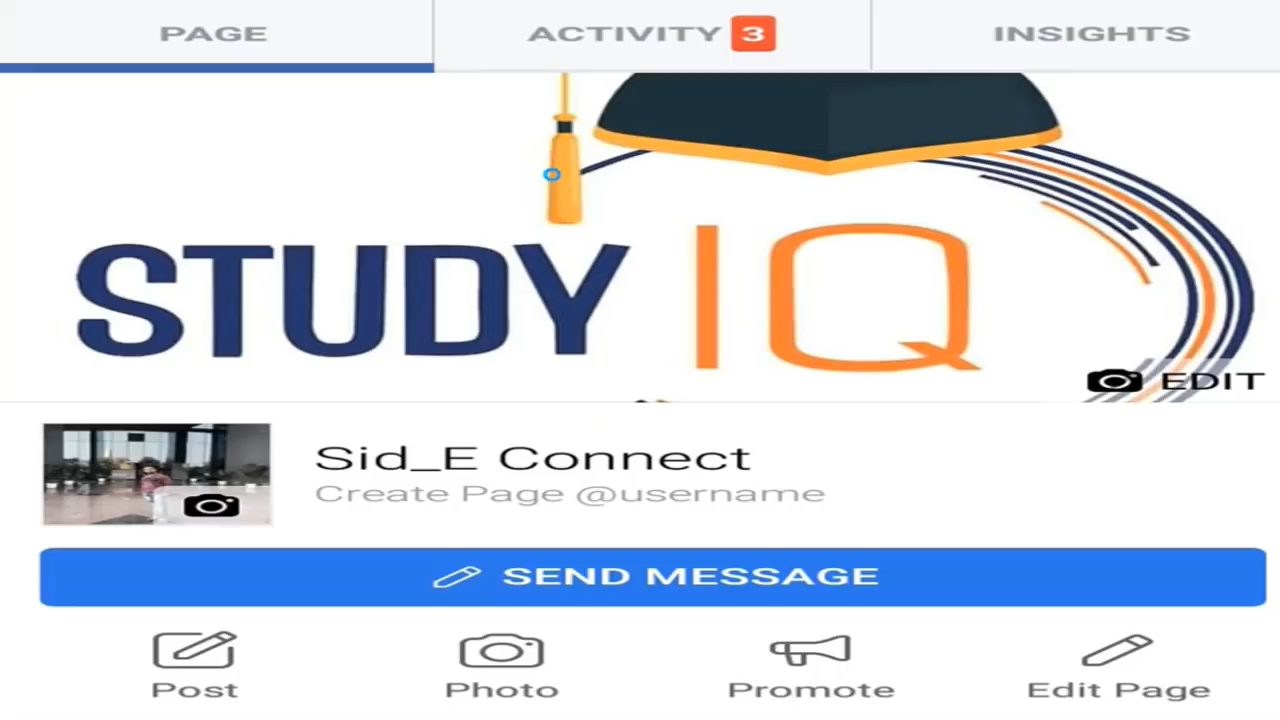 PAGE ACTIVITY 3 INSIGHTS
STUDY IQ
EDIT
Sid_E Connect
Create Page @username
SEND MESSAGE
Post Photo Promote Edit Page